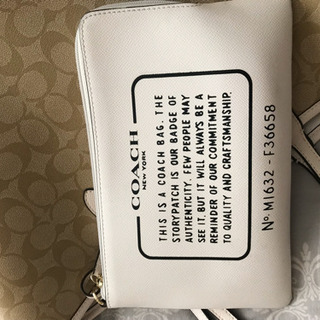 COACH
NEW YORK
THIS IS A COACH BAG. THE
STORYPATCH IS OUR BADGE OF
AUTHENTICITY. FEW PEOPLE MAY
SEE IT, BUT IT WILL ALWAYS BE A
REMINDER OF OUR COMMITMENT
TO QUALITY AND CRAFTSMANSHIP.
No. M1632 - F36658